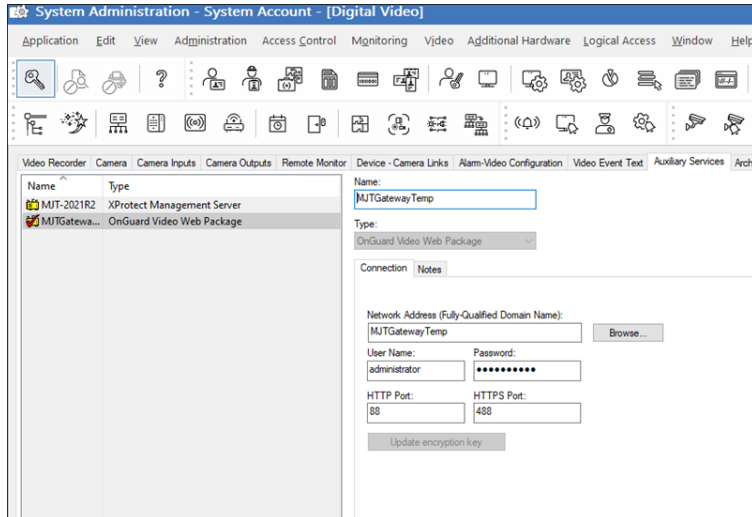 System Administration - System Account - [Digital Video]
Application Edit View Administration Access Control Monitoring Video Additional Hardware Logical Access Window Help
Video Recorder Camera Camera Inputs Camera Outputs Remote Monitor Device - Camera Links Alarm-Video Configuration Video Event Text Auxiliary Services Arch
Name Type
MJT-2021R2 XProtect Management Server
MJTGatewa... OnGuard Video Web Package
Name:
MJTGatewayTemp
Type:
OnGuard Video Web Package
Connection Notes
Network Address (Fully-Qualified Domain Name):
MJTGatewayTemp Browse...
User Name: Password:
administrator ●●●●●●●●●●
HTTP Port: HTTPS Port:
88 488
Update encryption key